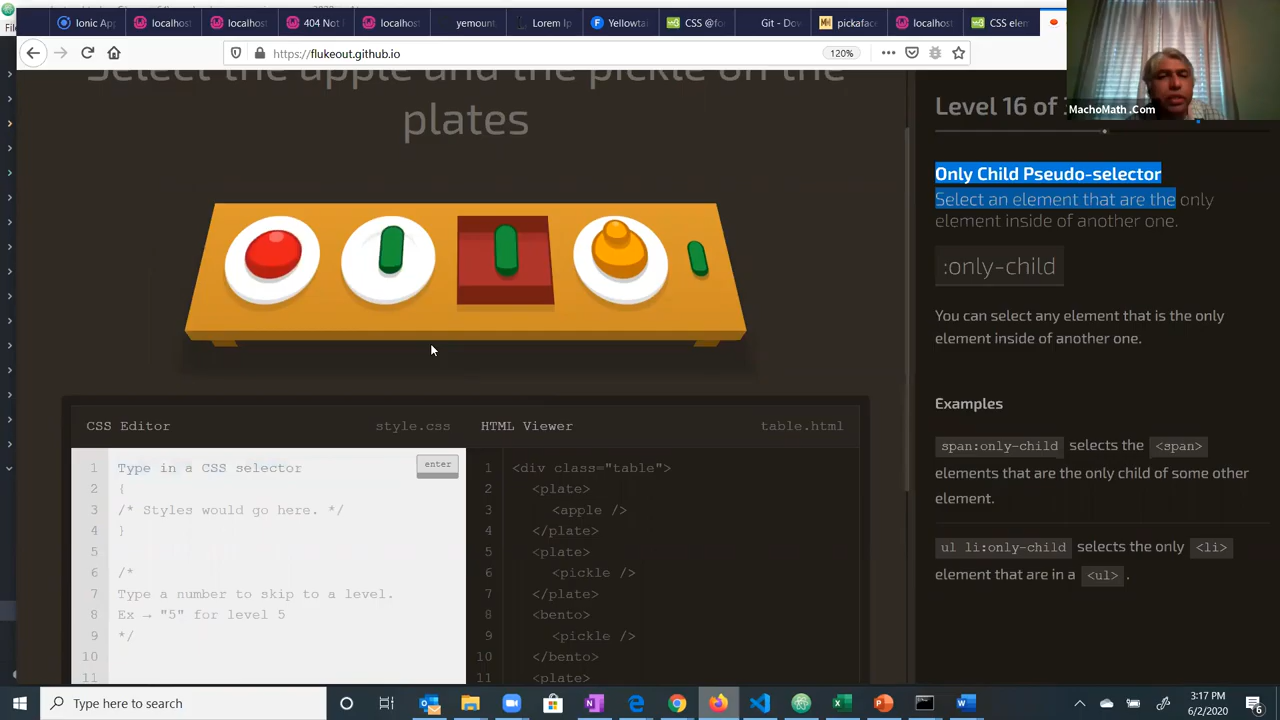 Ionic App
localhost
localhost
404 Not
localhost
yemount.
Lorem Ip
Yellowtai
CSS @fo
Git - Dow
pickaface
localhost
CSS elem
https://flukeout.github.io
120%
MachoMath .Com
Select the apple and the pickle on the
plates
CSS Editor
style.css
HTML Viewer
table.html
1 Type in a CSS selector
enter
2 {
3 /* Styles would go here. */
4 }
5
6 /*
7 Type a number to skip to a level.
8 Ex → "5" for level 5
9 */
10
11
1 <div class="table">
2 <plate>
3 <apple />
4 </plate>
5 <plate>
6 <pickle />
7 </plate>
8 <bento>
9 <pickle />
10 </bento>
11 <plate>
Level 16 of
Only Child Pseudo-selector
Select an element that are the only
element inside of another one.
:only-child
You can select any element that is the only
element inside of another one.
Examples
span:only-child selects the <span>
elements that are the only child of some other
element.
ul li:only-child selects the only <li>
element that are in a <ul> .
Type here to search
3:17 PM
6/2/2020
6